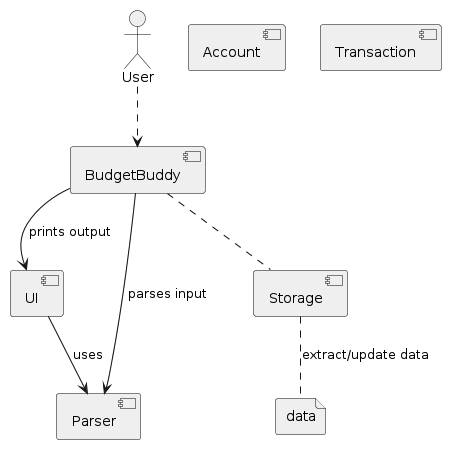 Account
Transaction
User
BudgetBuddy
prints output
UI
parses input
Storage
uses
extract/update data
Parser
data